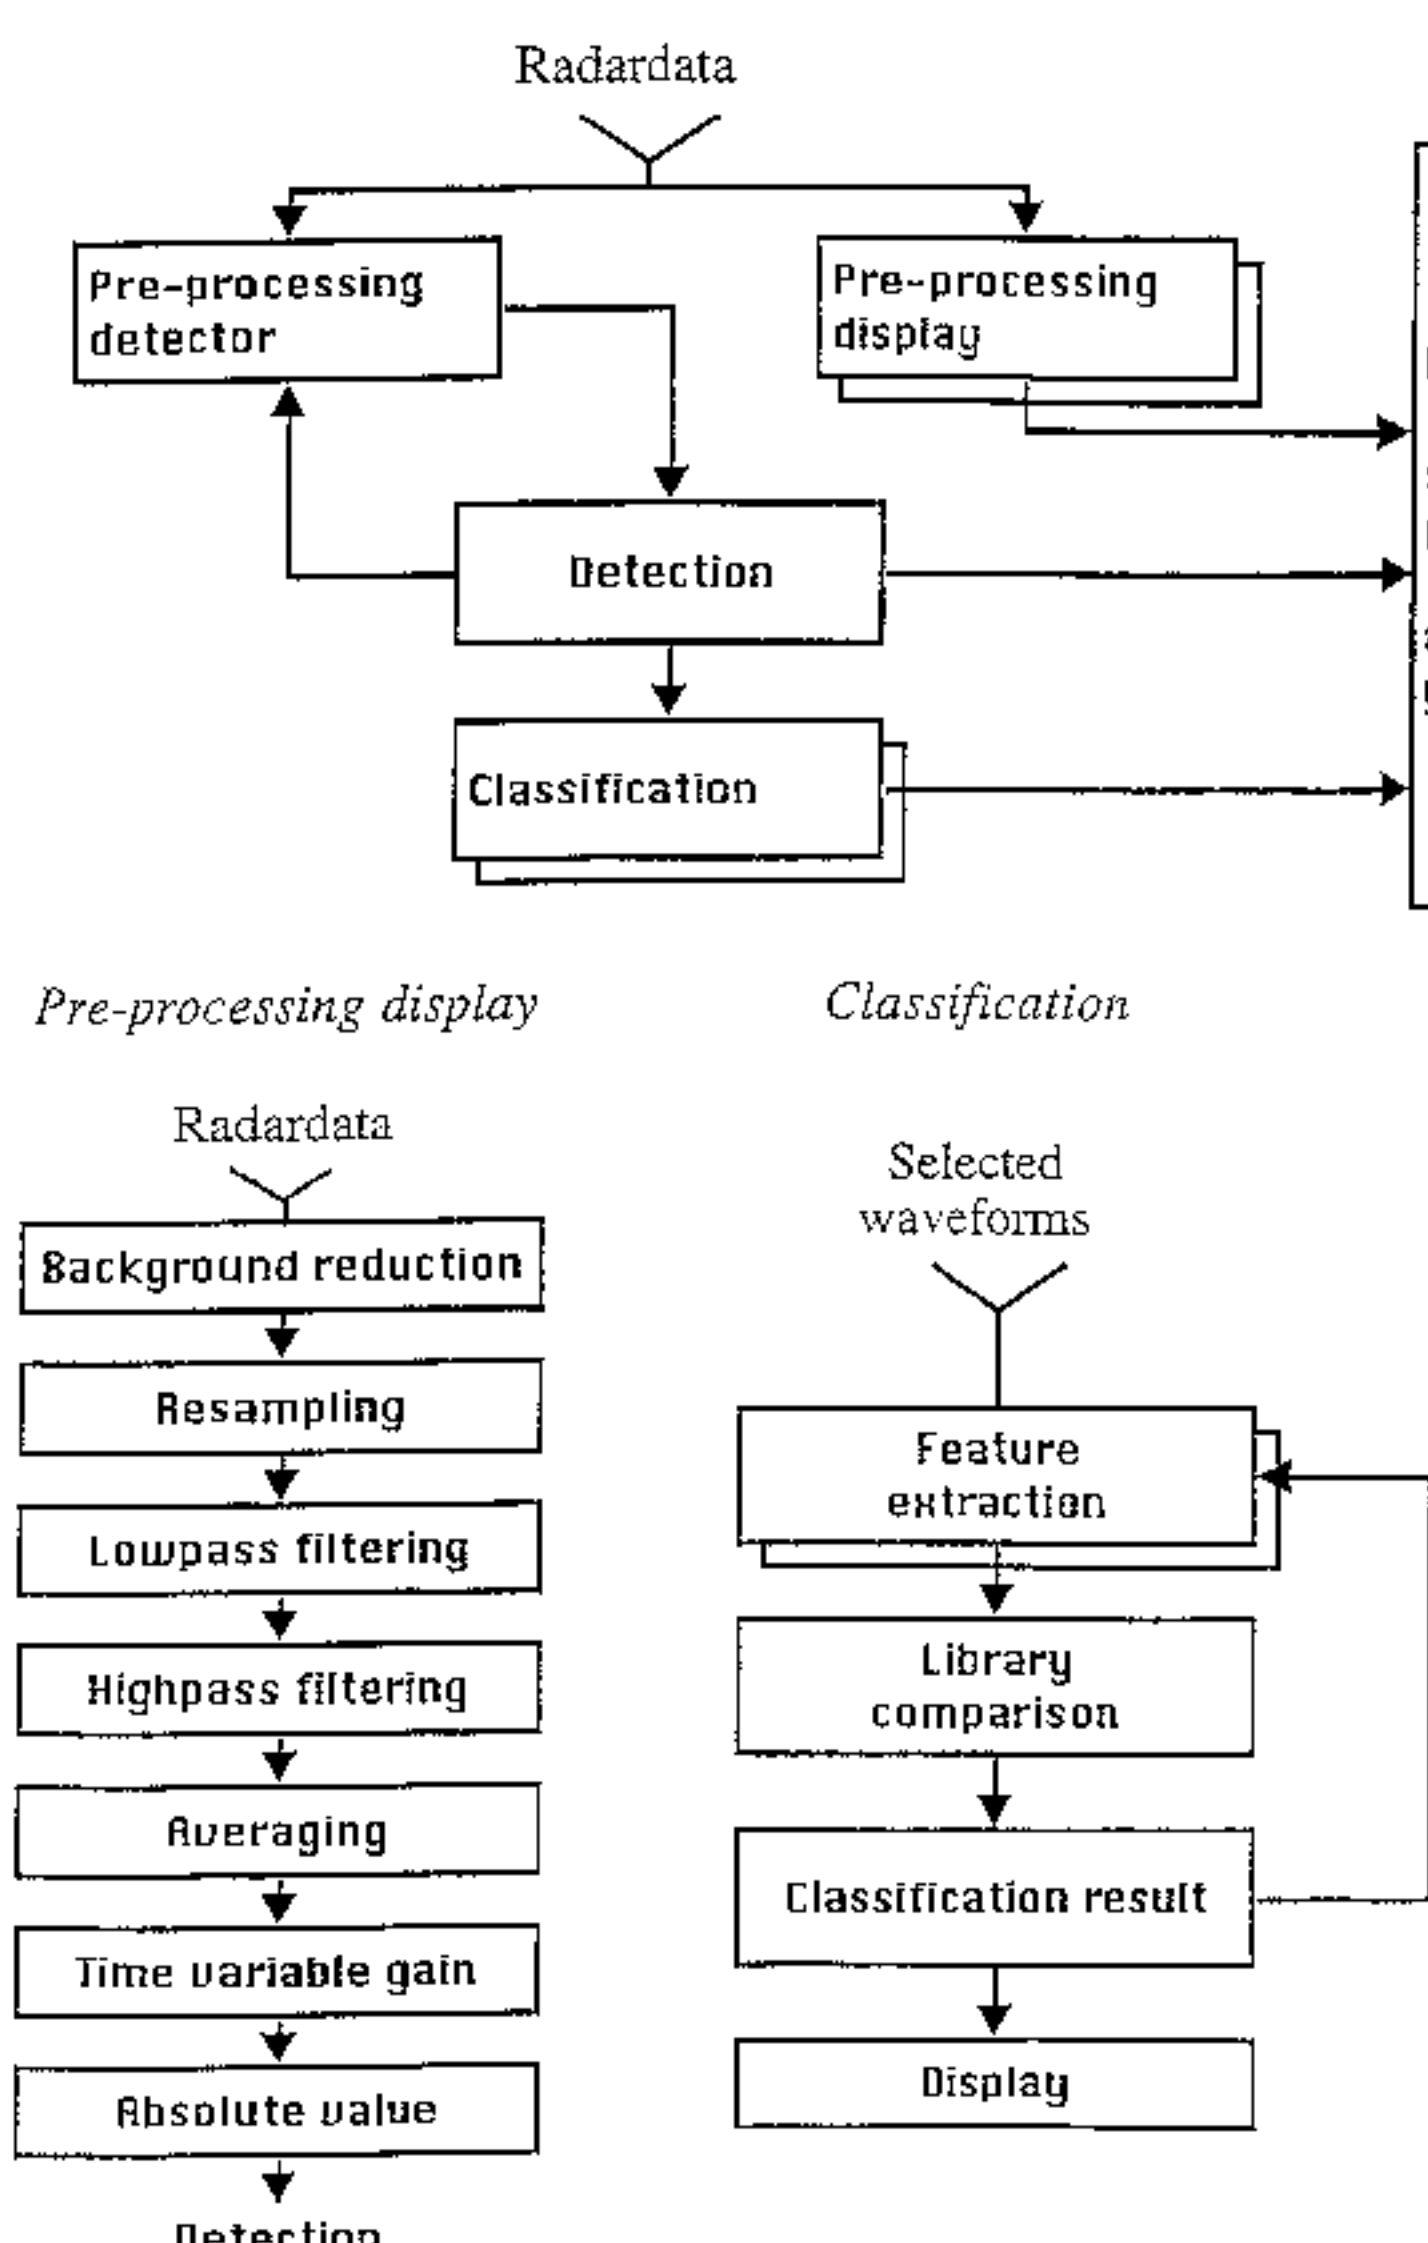 Radardata
Pre-processing
detector
Pre-processing
display
Detection
Classification
Pre-processing display
Classification
Radardata
Background reduction
Resampling
Lowpass filtering
Highpass filtering
Averaging
Time variable gain
Absolute value
Detection
Selected
waveforms
Feature
extraction
Library
comparison
Classification result
Display